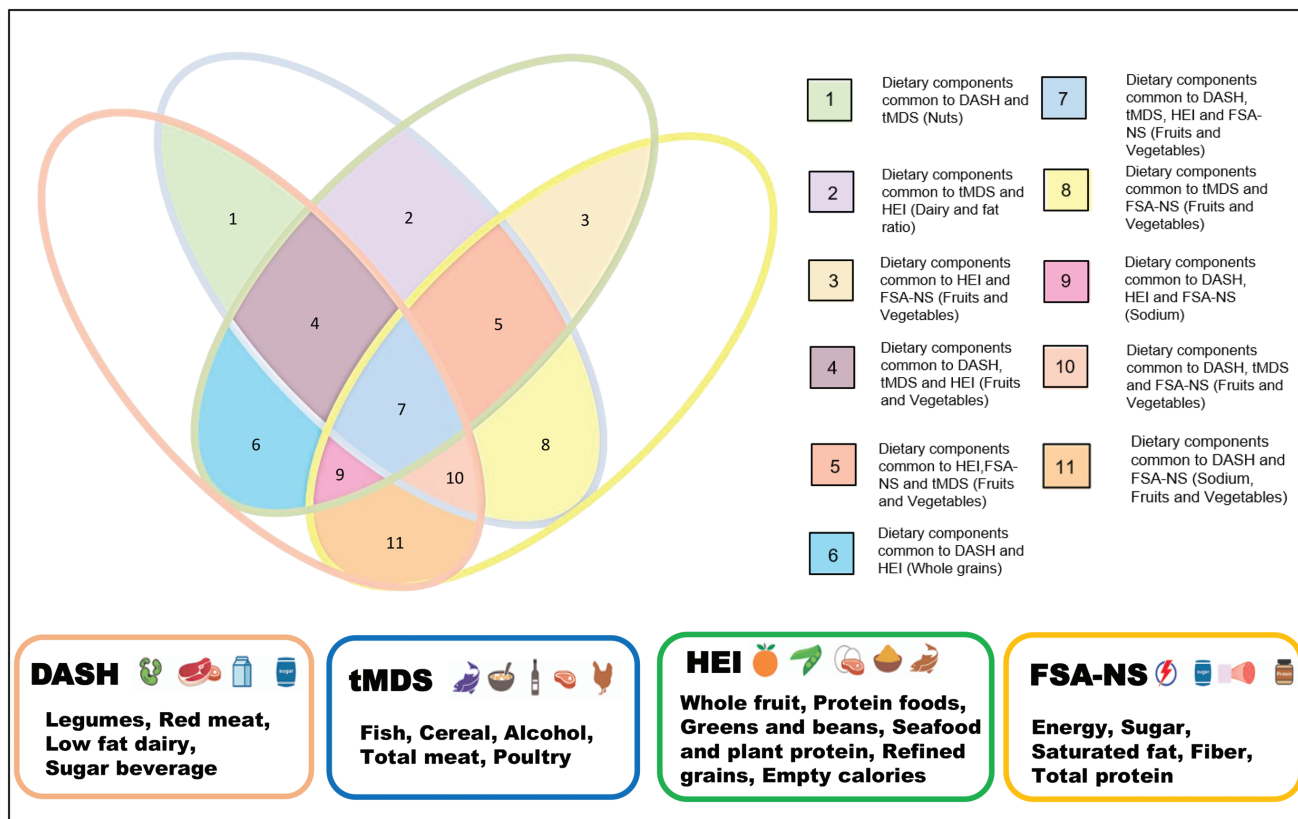 1
2
3
4
5
6
7
8
9
10
11
1
Dietary components
common to DASH and
tMDS (Nuts)
2
Dietary components
common to tMDS and
HEI (Dairy and fat
ratio)
3
Dietary components
common to HEI and
FSA-NS (Fruits and
Vegetables)
4
Dietary components
common to DASH,
tMDS and HEI (Fruits
and Vegetables)
5
Dietary components
common to HEI,FSA-
NS and tMDS (Fruits
and Vegetables)
6
Dietary components
common to DASH and
HEI (Whole grains)
7
Dietary components
common to DASH,
tMDS, HEI and FSA-
NS (Fruits and
Vegetables)
8
Dietary components
common to tMDS and
FSA-NS (Fruits and
Vegetables)
9
Dietary components
common to DASH,
HEI and FSA-NS
(Sodium)
10
Dietary components
common to DASH, tMDS
and FSA-NS (Fruits and
Vegetables)
11
Dietary components
common to DASH and
FSA-NS (Sodium,
Fruits and Vegetables)
DASH
sugar
Legumes, Red meat,
Low fat dairy,
Sugar beverage
tMDS
Fish, Cereal, Alcohol,
Total meat, Poultry
HEI
Whole fruit, Protein foods,
Greens and beans, Seafood
and plant protein, Refined
grains, Empty calories
FSA-NS
sugar
Protein
Energy, Sugar,
Saturated fat, Fiber,
Total protein